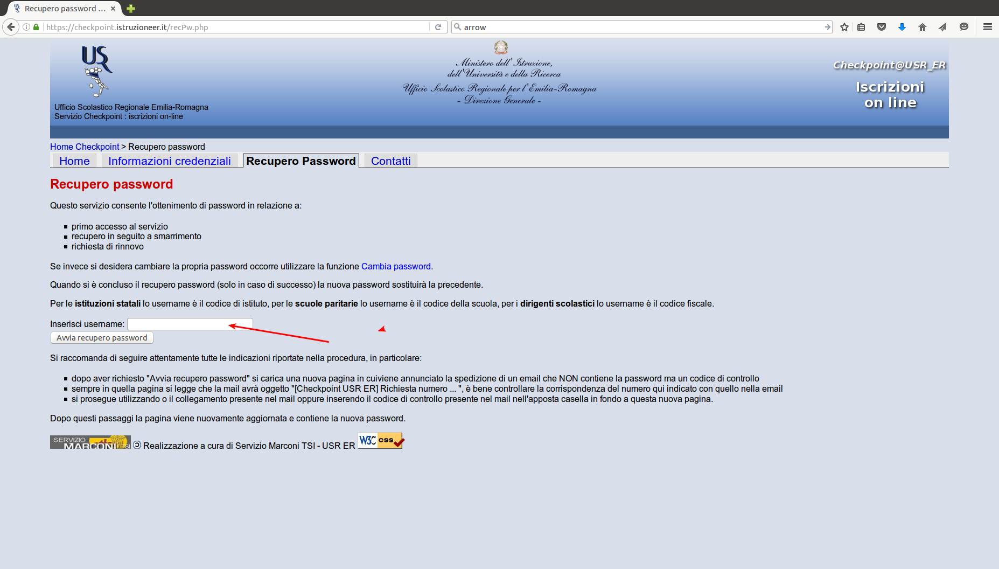 Recupero password ...
https://checkpoint.istruzioneer.it/recPw.php
arrow
USR
Ufficio Scolastico Regionale Emilia-Romagna
Servizio Checkpoint : iscrizioni on-line
Ministero dell'Istruzione,
dell'Università e della Ricerca
Ufficio Scolastico Regionale per l'Emilia-Romagna
- Direzione Generale -
Checkpoint@USR_ER
Iscrizioni
on line
Home Checkpoint > Recupero password
Home Informazioni credenziali Recupero Password Contatti
Recupero password
Questo servizio consente l'ottenimento di password in relazione a:
primo accesso al servizio
recupero in seguito a smarrimento
richiesta di rinnovo
Se invece si desidera cambiare la propria password occorre utilizzare la funzione Cambia password.
Quando si è concluso il recupero password (solo in caso di successo) la nuova password sostituirà la precedente.
Per le istituzioni statali lo username è il codice di istituto, per le scuole paritarie lo username è il codice della scuola, per i dirigenti scolastici lo username è il codice fiscale.
Inserisci username:
Avvia recupero password
Si raccomanda di seguire attentamente tutte le indicazioni riportate nella procedura, in particolare:
dopo aver richiesto "Avvia recupero password" si carica una nuova pagina in cuiviene annunciato la spedizione di un email che NON contiene la password ma un codice di controllo
sempre in quella pagina si legge che la mail avrà oggetto "[Checkpoint USR ER] Richiesta numero ... ", è bene controllare la corrispondenza del numero qui indicato con quello nella email
si prosegue utilizzando o il collegamento presente nel mail oppure inserendo il codice di controllo presente nel mail nell'apposta casella in fondo a questa nuova pagina.
Dopo questi passaggi la pagina viene nuovamente aggiornata e contiene la nuova password.
SERVIZIO
MARCONI TSI
Realizzazione a cura di Servizio Marconi TSI - USR ER
W3C css